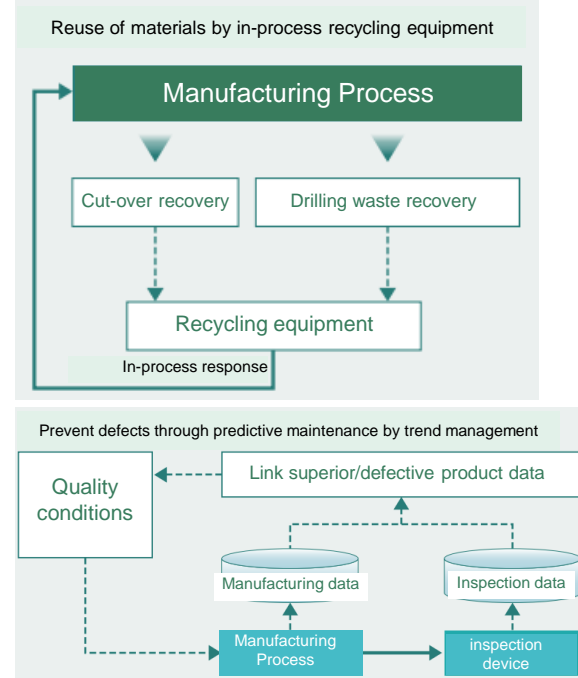 Reuse of materials by in-process recycling equipment
Manufacturing Process
Cut-over recovery
Drilling waste recovery
Recycling equipment
In-process response
Prevent defects through predictive maintenance by trend management
Quality
conditions
Link superior/defective product data
Manufacturing data
Inspection data
Manufacturing
Process
inspection
device